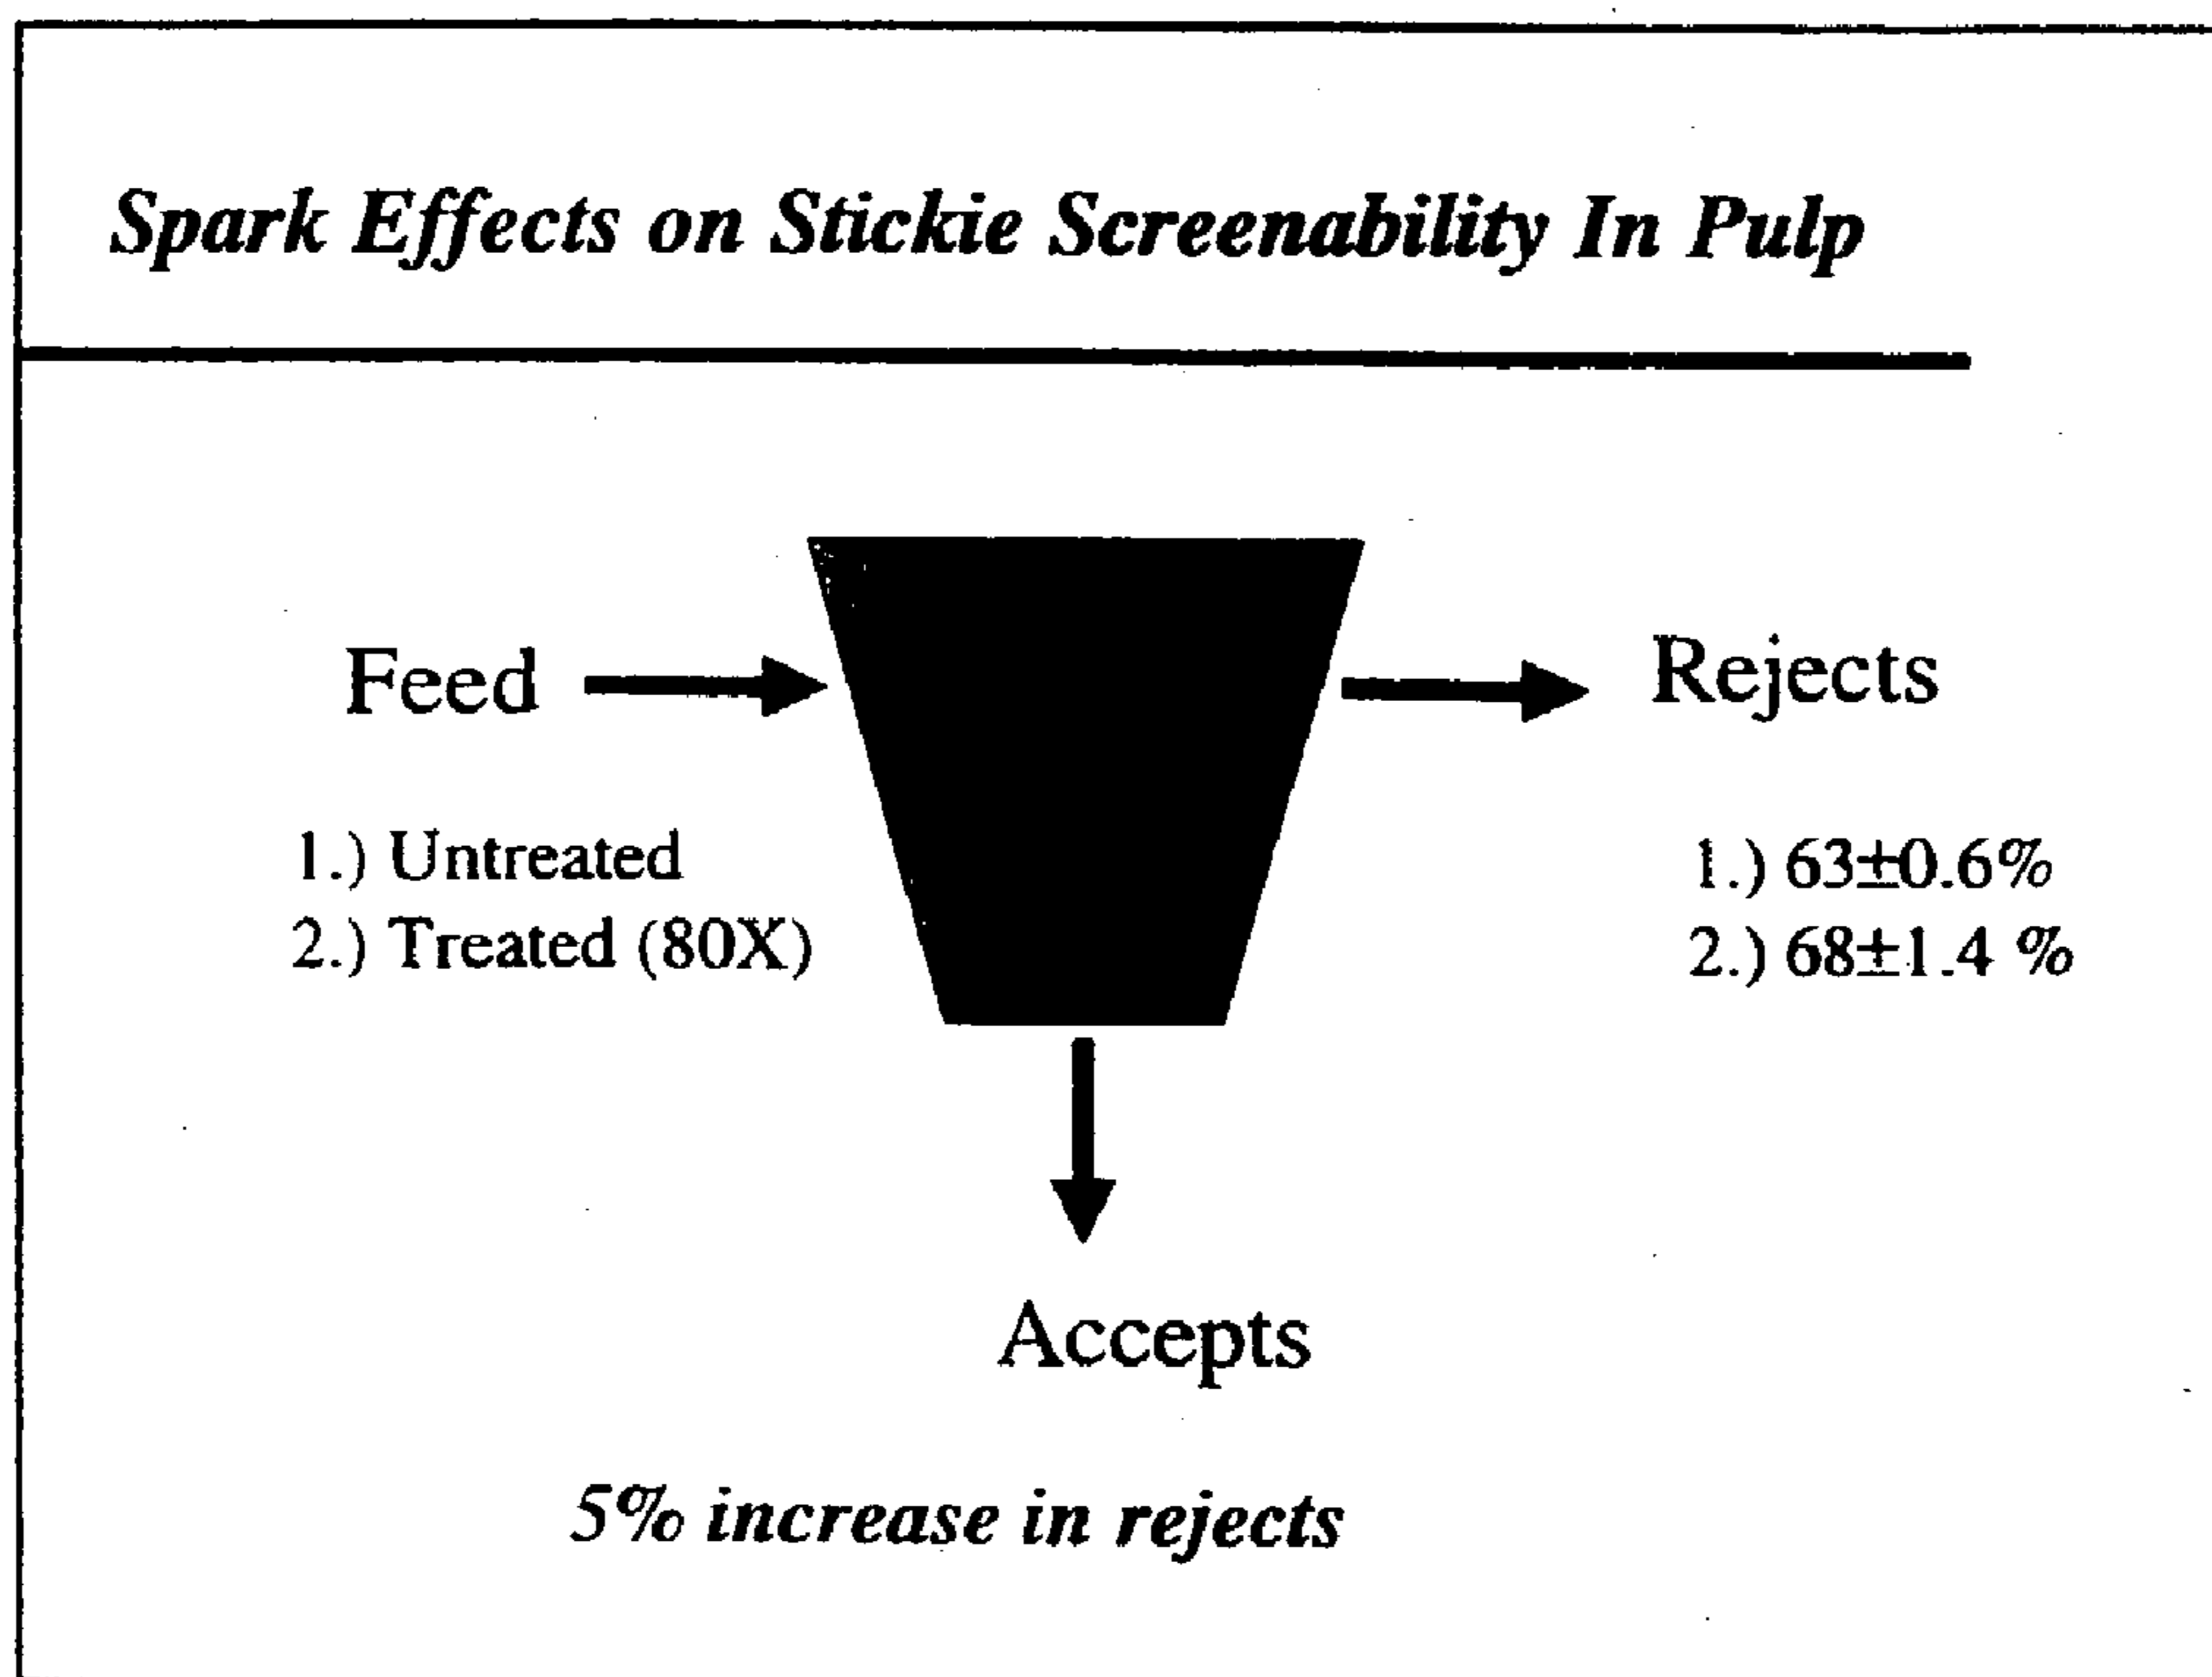 Spark Effects on Stickie Screenability In Pulp
Feed
Rejects
1.) Untreated
2.) Treated (80X)
1.) 63±0.6%
2.) 68±1.4 %
Accepts
5% increase in rejects